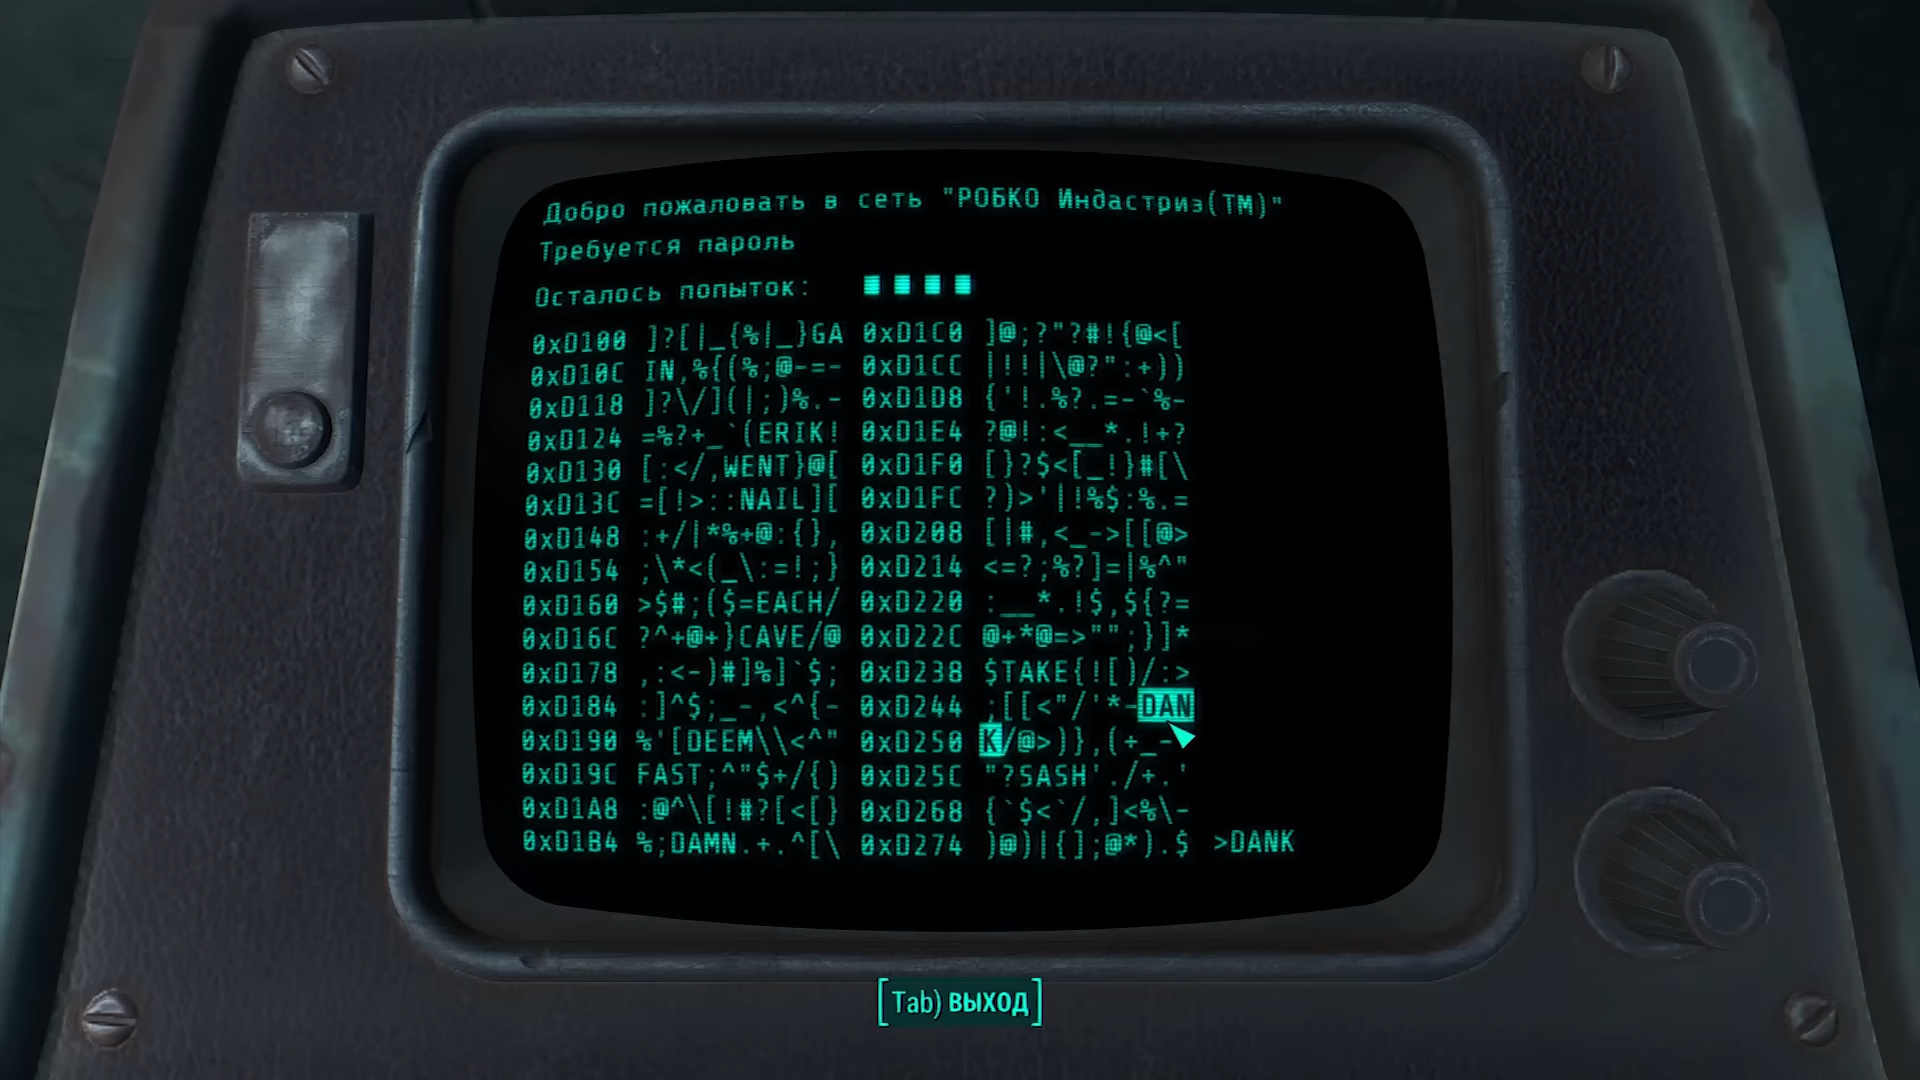 Добро пожаловать в сеть "РОБКО Индастриз(ТМ)"
Требуется пароль
Осталось попыток:
0xD100 ]?[|_{%|_}GA 0xD1C0 ]@;?"?#!{@<[
0xD10C IN,%{(%;@-=- 0xD1CC |!!|\@?":+))
0xD118 ]?\/](|;)%.- 0xD1D8 {'!.%?.=-`%-
0xD124 =%?+_`(ERIK! 0xD1E4 ?@!:<__*.!+?
0xD130 [:</,WENT}@[ 0xD1F0 [}?$<[_!}#[\
0xD13C =[!>::NAIL][ 0xD1FC ?)>'|!%$:%.=
0xD148 :+/|*%+@:{}, 0xD208 [|#,<_->[[@>
0xD154 ;\*<(_\:=!;} 0xD214 <=?;%?]=|%^"
0xD160 >$#;($=EACH/ 0xD220 :__*.!$,${?=
0xD16C ?^+@+}CAVE/@ 0xD22C @+*@=>"";}]*
0xD178 ,:<-)#]%]`$; 0xD238 $TAKE{![)/:>
0xD184 :]^$;_-,<^{- 0xD244 ;[[<"/'*-DAN
0xD190 %'[DEEM\\<^" 0xD250 K/@>)},(+_-
0xD19C FAST;^"$+/{) 0xD25C "?SASH'./+.'
0xD1A8 :@^\[!#?[<[} 0xD268 {`$<`/,]<%\-
0xD1B4 %;DAMN.+.^[\ 0xD274 )@)|{];@*).$ >DANK
[Tab) ВЫХОД]